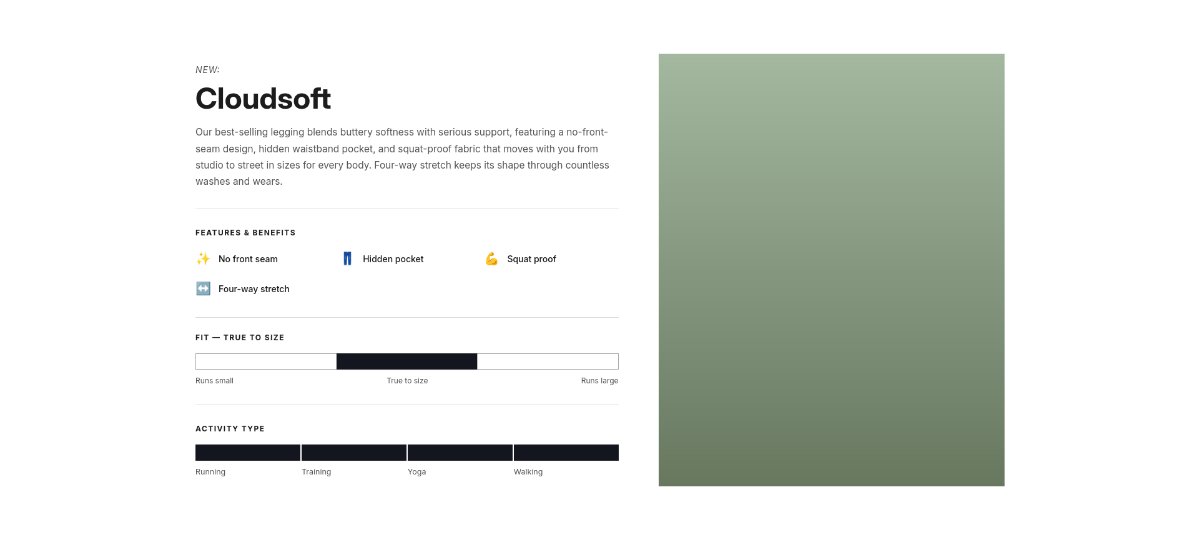 NEW:
Cloudsoft
Our best-selling legging blends buttery softness with serious support, featuring a no-front-
seam design, hidden waistband pocket, and squat-proof fabric that moves with you from
studio to street in sizes for every body. Four-way stretch keeps its shape through countless
washes and wears.
FEATURES & BENEFITS
No front seam
Hidden pocket
Squat proof
Four-way stretch
FIT — TRUE TO SIZE
Runs small
True to size
Runs large
ACTIVITY TYPE
Running
Training
Yoga
Walking